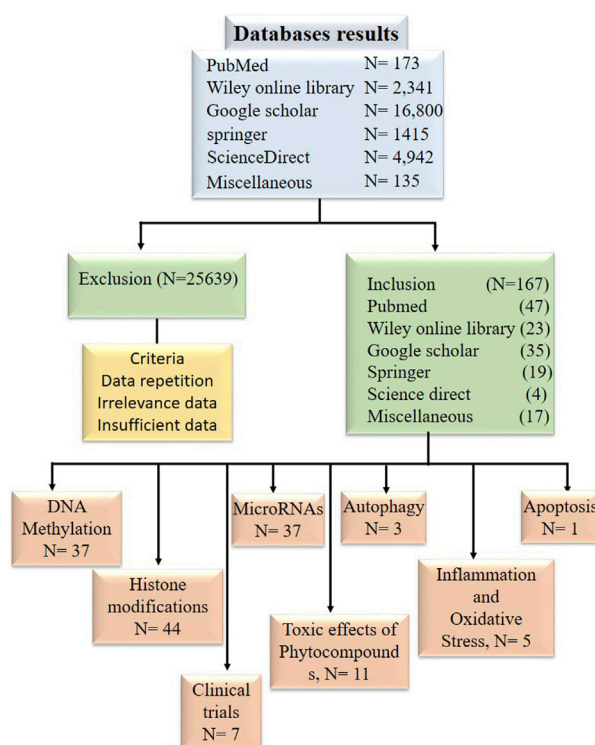 Databases results
PubMed N= 173
Wiley online library N= 2,341
Google scholar N= 16,800
springer N= 1415
ScienceDirect N= 4,942
Miscellaneous N= 135
Exclusion (N=25639)
Criteria
Data repetition
Irrelevance data
Insufficient data
Inclusion (N=167)
Pubmed (47)
Wiley online library (23)
Google scholar (35)
Springer (19)
Science direct (4)
Miscellaneous (17)
DNA
Methylation
N= 37
Histone
modifications
N= 44
Clinical
trials
N= 7
MicroRNAs
N= 37
Toxic effects of
Phytocompound
s, N= 11
Autophagy
N= 3
Inflammation
and
Oxidative
Stress, N= 5
Apoptosis
N= 1